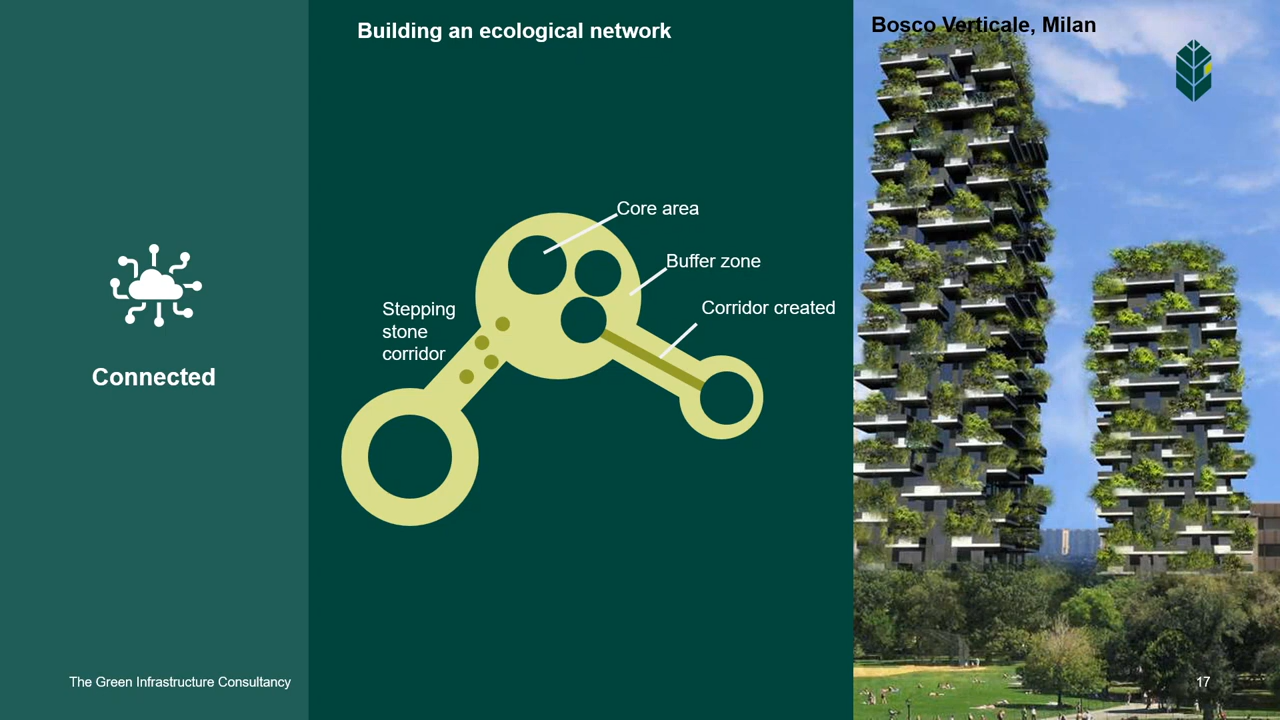 Building an ecological network
Bosco Verticale, Milan
Core area
Buffer zone
Corridor created
Stepping
stone
corridor
Connected
The Green Infrastructure Consultancy
17